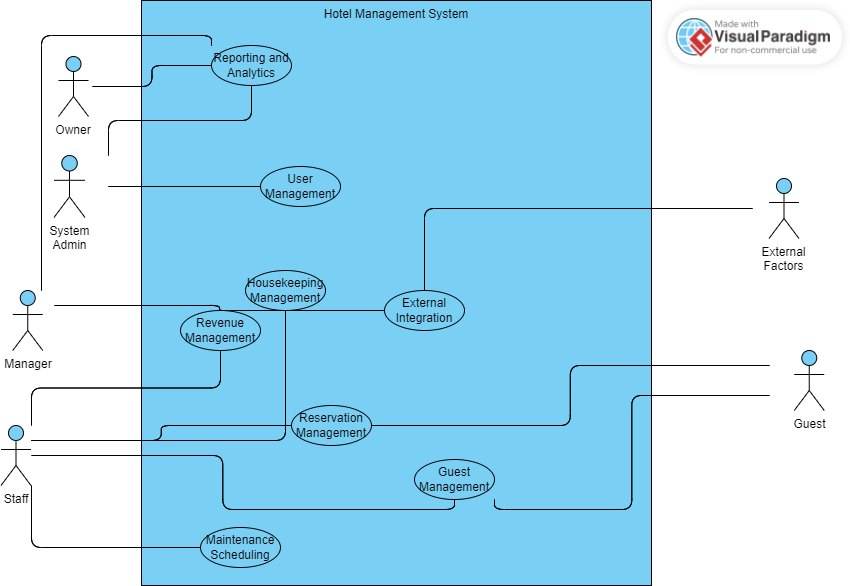 Hotel Management System
Made with
Visual Paradigm
For non-commercial use
Reporting and
Analytics
Owner
User
Management
System
Admin
External
Factors
Housekeeping
Management
External
Integration
Revenue
Management
Manager
Reservation
Management
Guest
Guest
Management
Staff
Maintenance
Scheduling